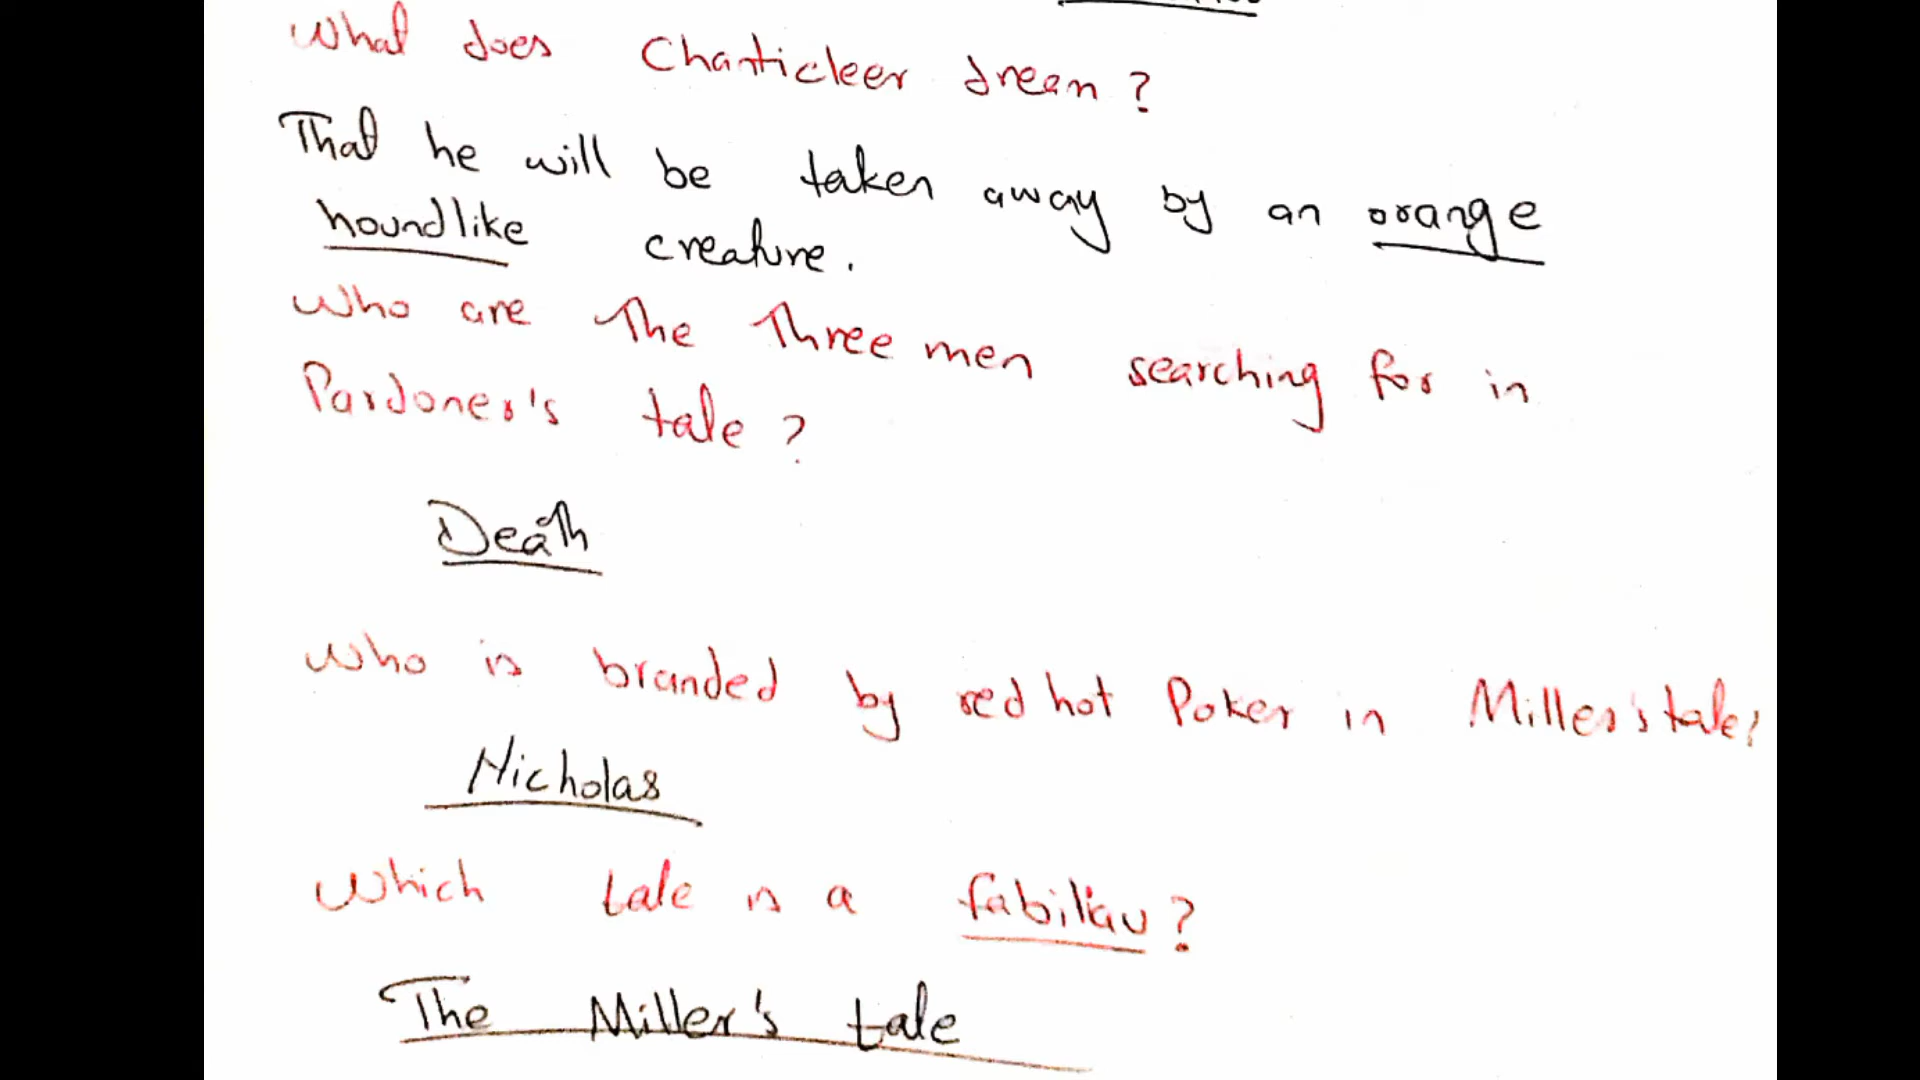 What does Chanticleer dream?
That he will be taken away by an orange
houndlike creature.
Who are the three men searching for in
Pardoner's tale?
Death
Who is branded by red hot Poker in Miller's tale?
Nicholas
Which tale is a fabiliau?
The Miller's tale